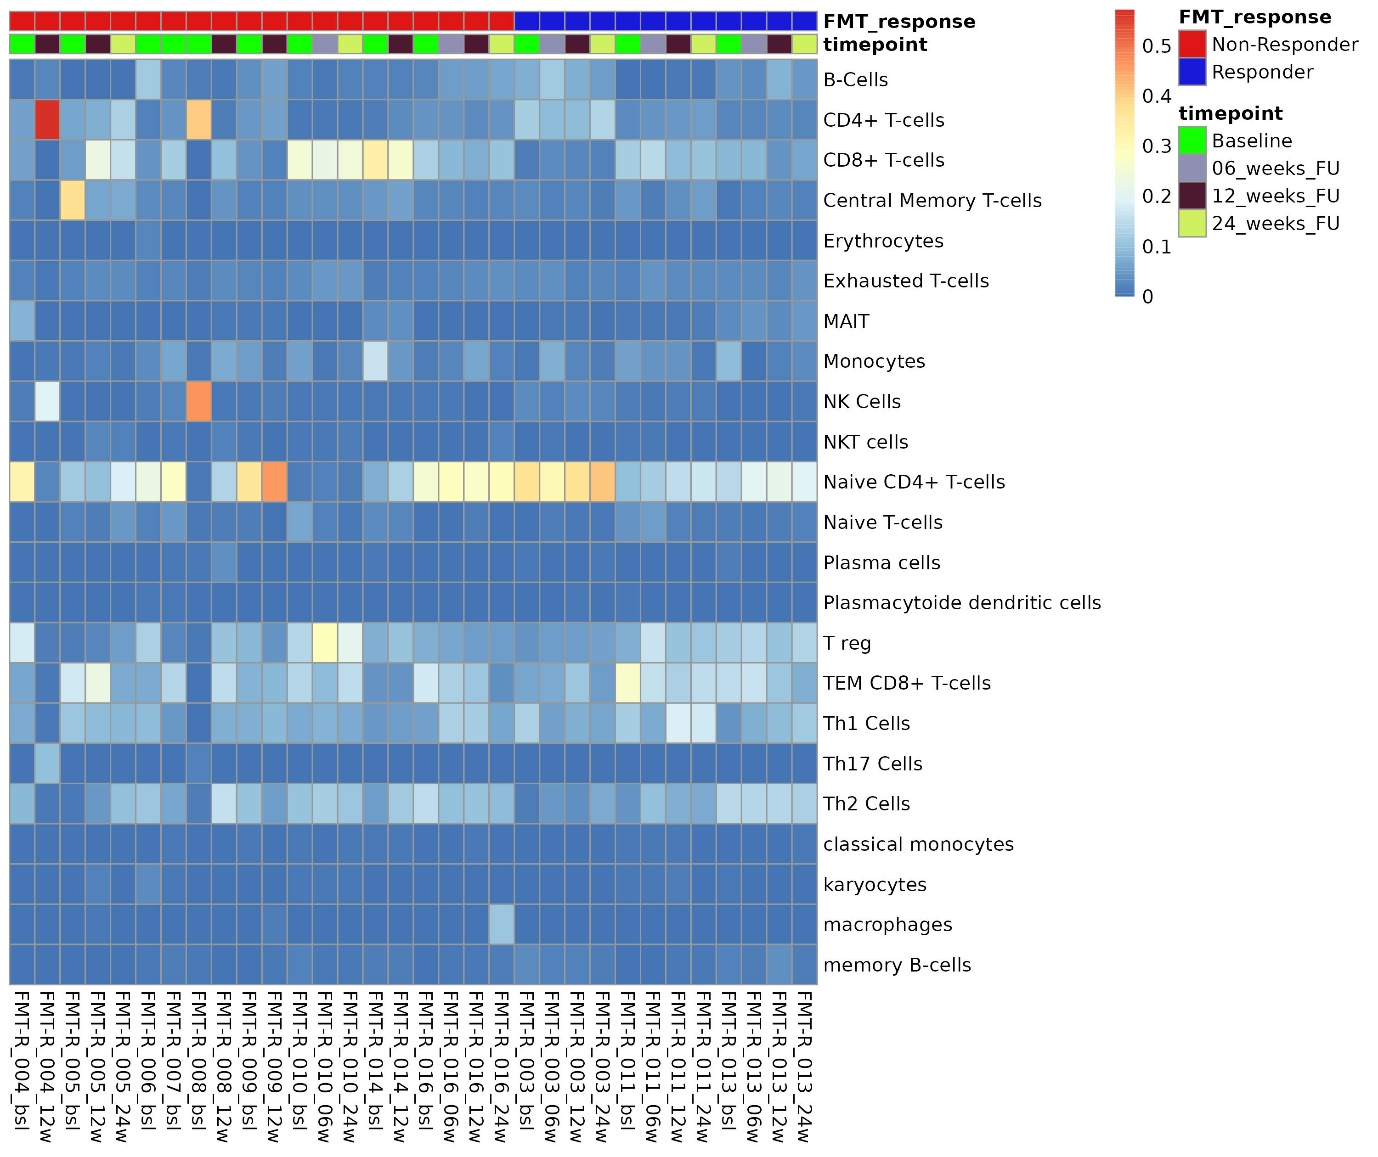 FMT_response
timepoint
B-Cells
CD4+ T-cells
CD8+ T-cells
Central Memory T-cells
Erythrocytes
Exhausted T-cells
MAIT
Monocytes
NK Cells
NKT cells
Naive CD4+ T-cells
Naive T-cells
Plasma cells
Plasmacytoide dendritic cells
T reg
TEM CD8+ T-cells
Th1 Cells
Th17 Cells
Th2 Cells
classical monocytes
karyocytes
macrophages
memory B-cells
FMT-R_004_bsl
FMT-R_004_12w
FMT-R_005_bsl
FMT-R_005_12w
FMT-R_005_24w
FMT-R_006_bsl
FMT-R_007_bsl
FMT-R_008_bsl
FMT-R_008_12w
FMT-R_009_bsl
FMT-R_009_12w
FMT-R_010_bsl
FMT-R_010_06w
FMT-R_010_24w
FMT-R_014_bsl
FMT-R_014_12w
FMT-R_016_bsl
FMT-R_016_06w
FMT-R_016_12w
FMT-R_016_24w
FMT-R_003_bsl
FMT-R_003_06w
FMT-R_003_12w
FMT-R_003_24w
FMT-R_011_bsl
FMT-R_011_06w
FMT-R_011_12w
FMT-R_011_24w
FMT-R_013_bsl
FMT-R_013_06w
FMT-R_013_12w
FMT-R_013_24w
0.5
0.4
0.3
0.2
0.1
0
FMT_response
Non-Responder
Responder
timepoint
Baseline
06_weeks_FU
12_weeks_FU
24_weeks_FU